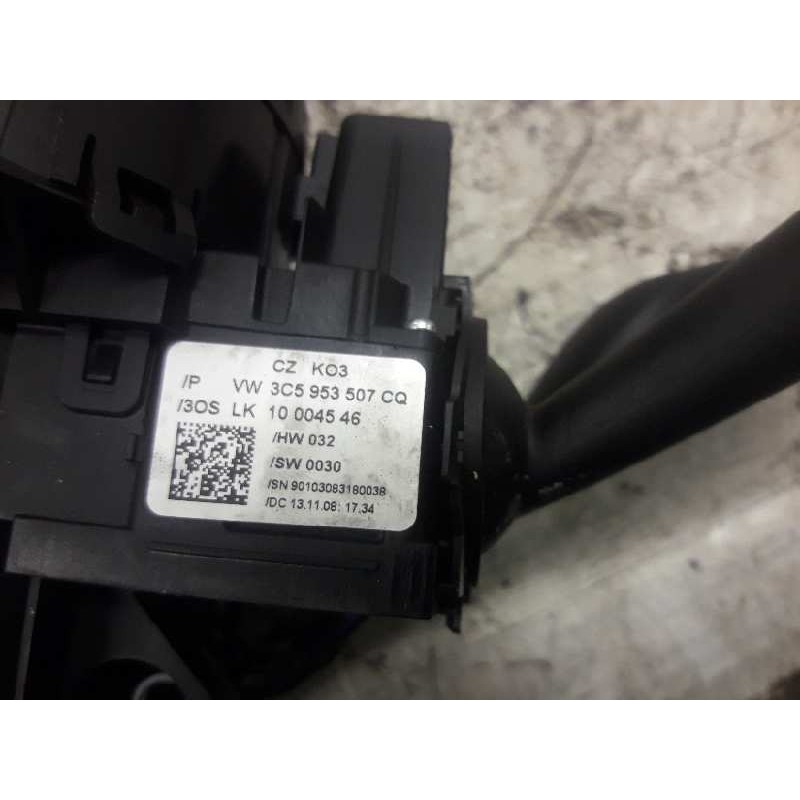 CZ KO3
/P VW 3C5 953 507 CQ
/3OS LK 10 0045 46
/HW 032
/SW 0030
/SN 90103083180038
/DC 13.11.08; 17.34